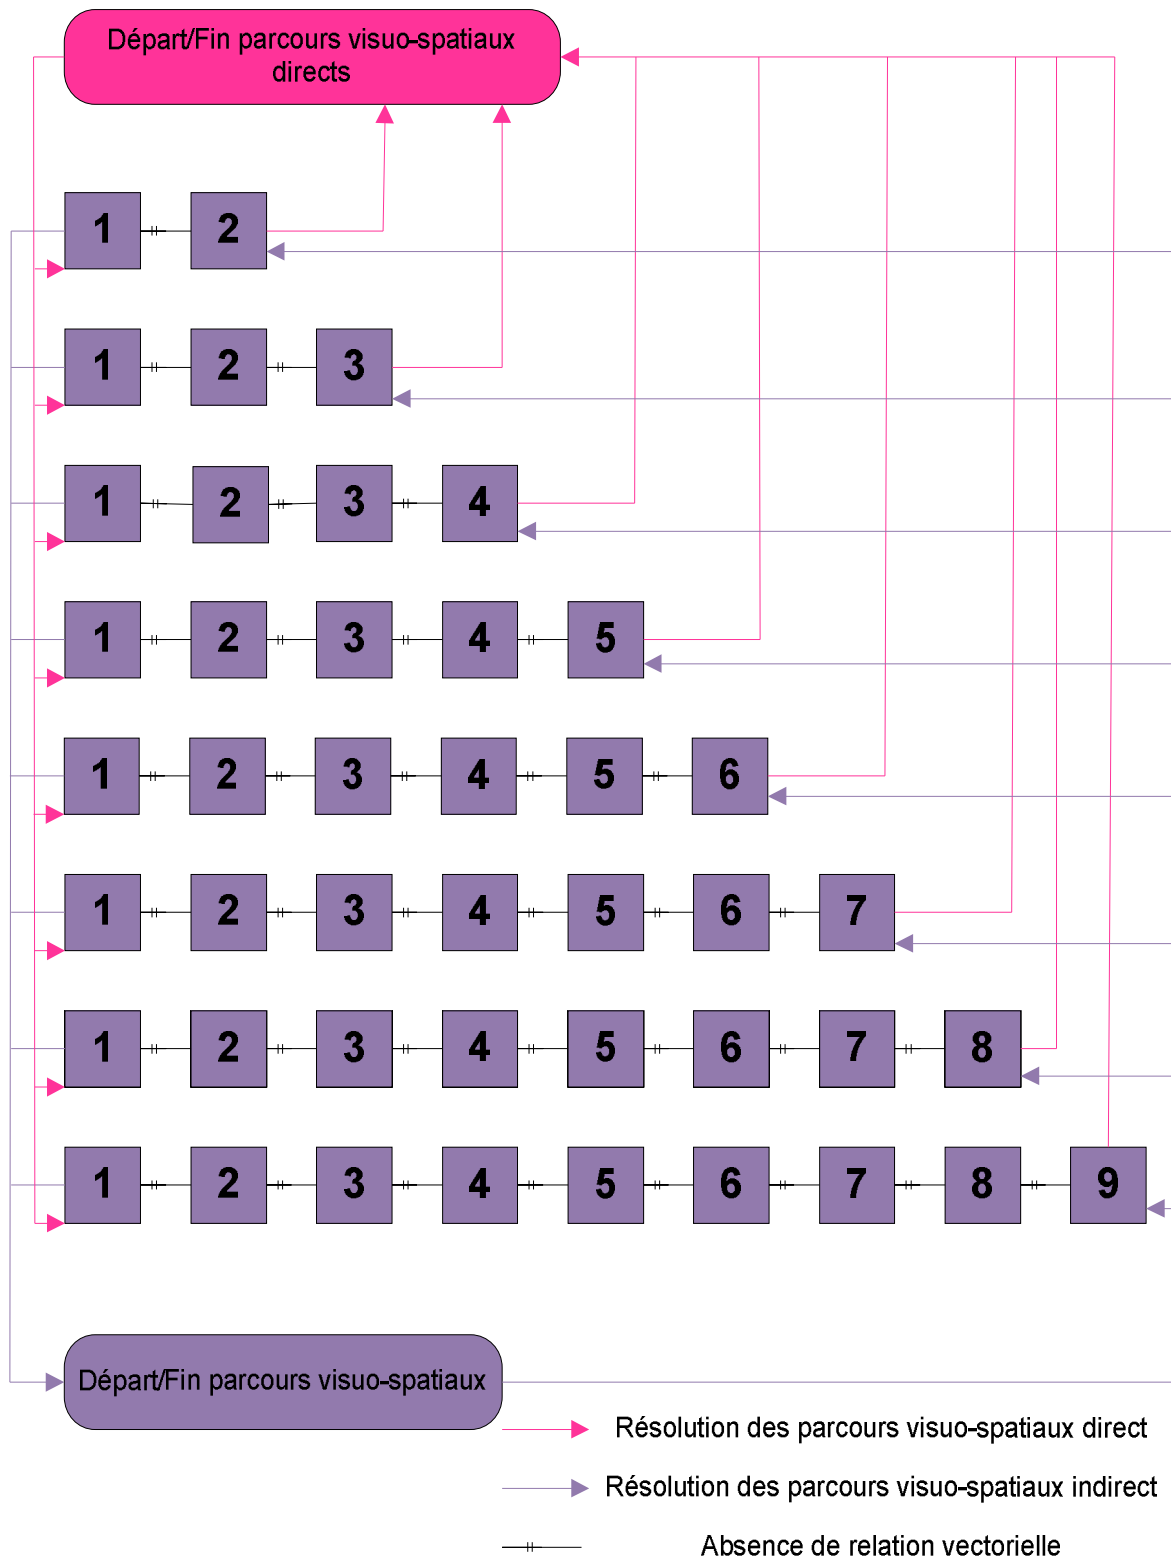 Départ/Fin parcours visuo-spatiaux
directs
1 2
1 2 3
1 2 3 4
1 2 3 4 5
1 2 3 4 5 6
1 2 3 4 5 6 7
1 2 3 4 5 6 7 8
1 2 3 4 5 6 7 8 9
Départ/Fin parcours visuo-spatiaux
Résolution des parcours visuo-spatiaux direct
Résolution des parcours visuo-spatiaux indirect
Absence de relation vectorielle